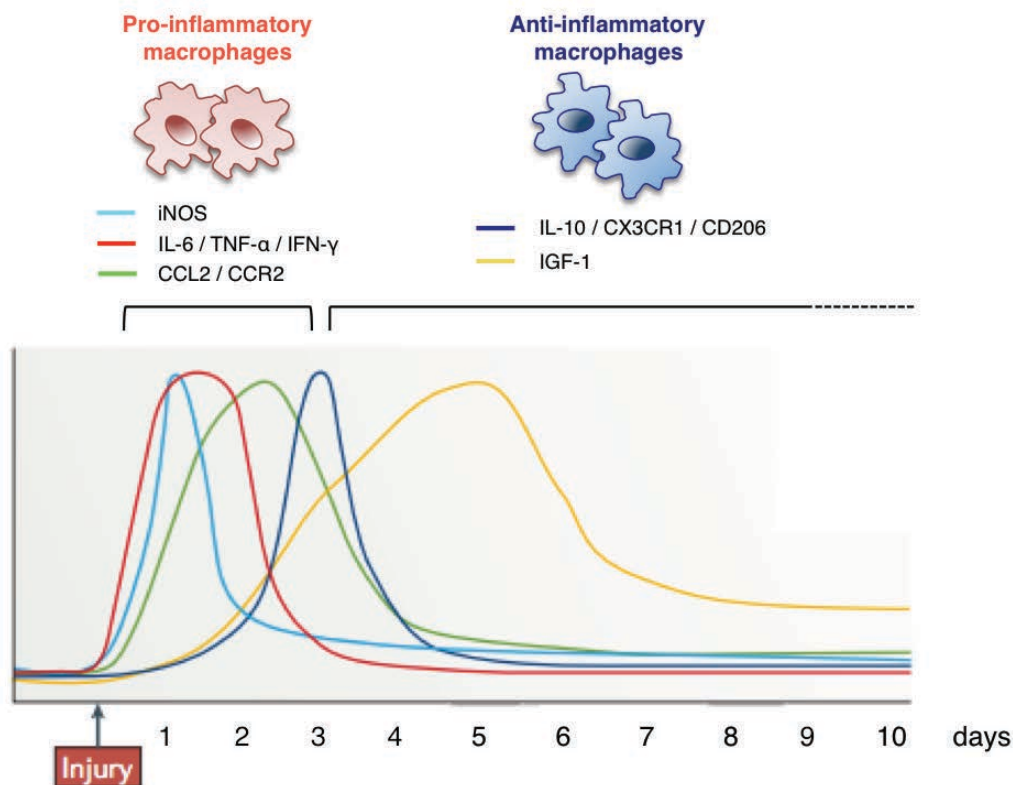 Pro-inflammatory
macrophages
Anti-inflammatory
macrophages
iNOS
IL-6 / TNF-α / IFN-γ
CCL2 / CCR2
IL-10 / CX3CR1 / CD206
IGF-1
1 2 3 4 5 6 7 8 9 10 days
Injury